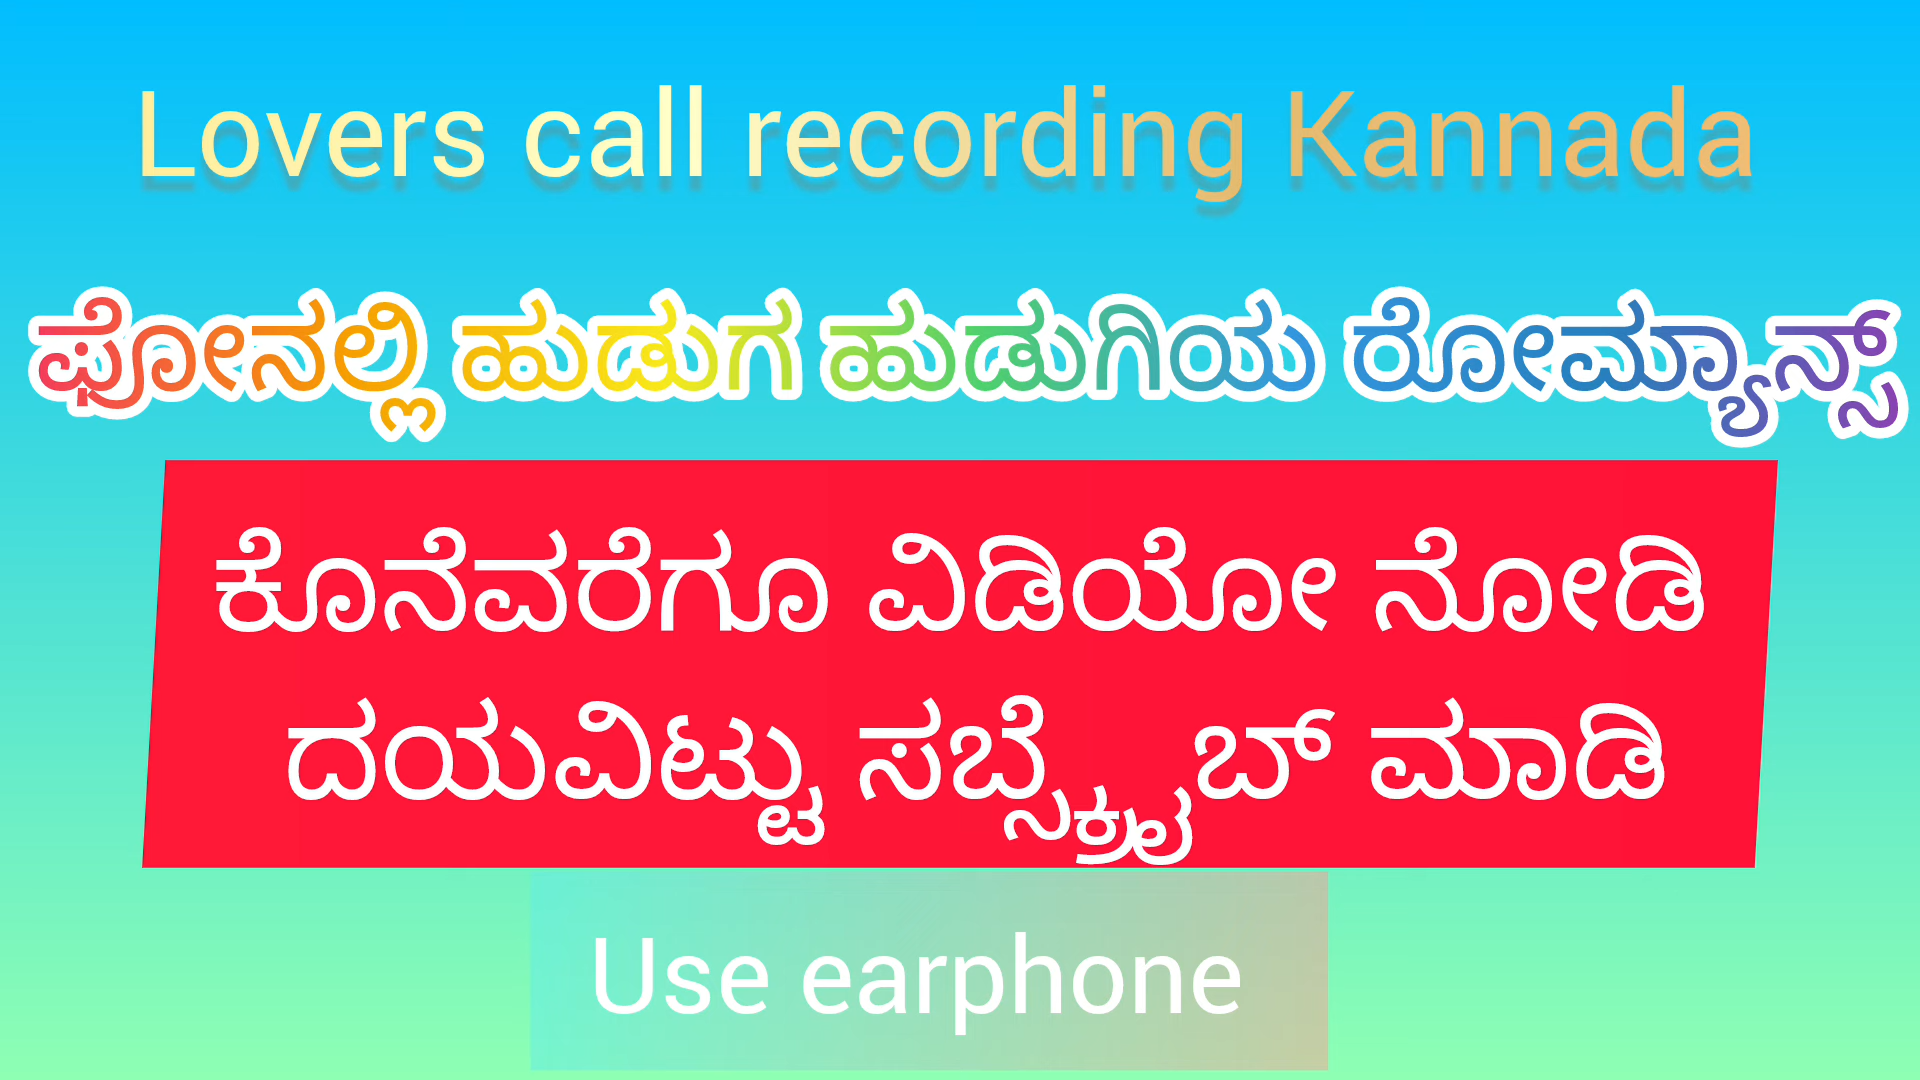 Lovers call recording Kannada
ಫೋನಲ್ಲಿ ಹುಡುಗ ಹುಡುಗಿಯ ರೋಮ್ಯಾನ್ಸ್
ಕೊನೆವರೆಗೂ ವಿಡಿಯೋ ನೋಡಿ
ದಯವಿಟ್ಟು ಸಬ್ಸ್ಕ್ರೈಬ್ ಮಾಡಿ
Use earphone